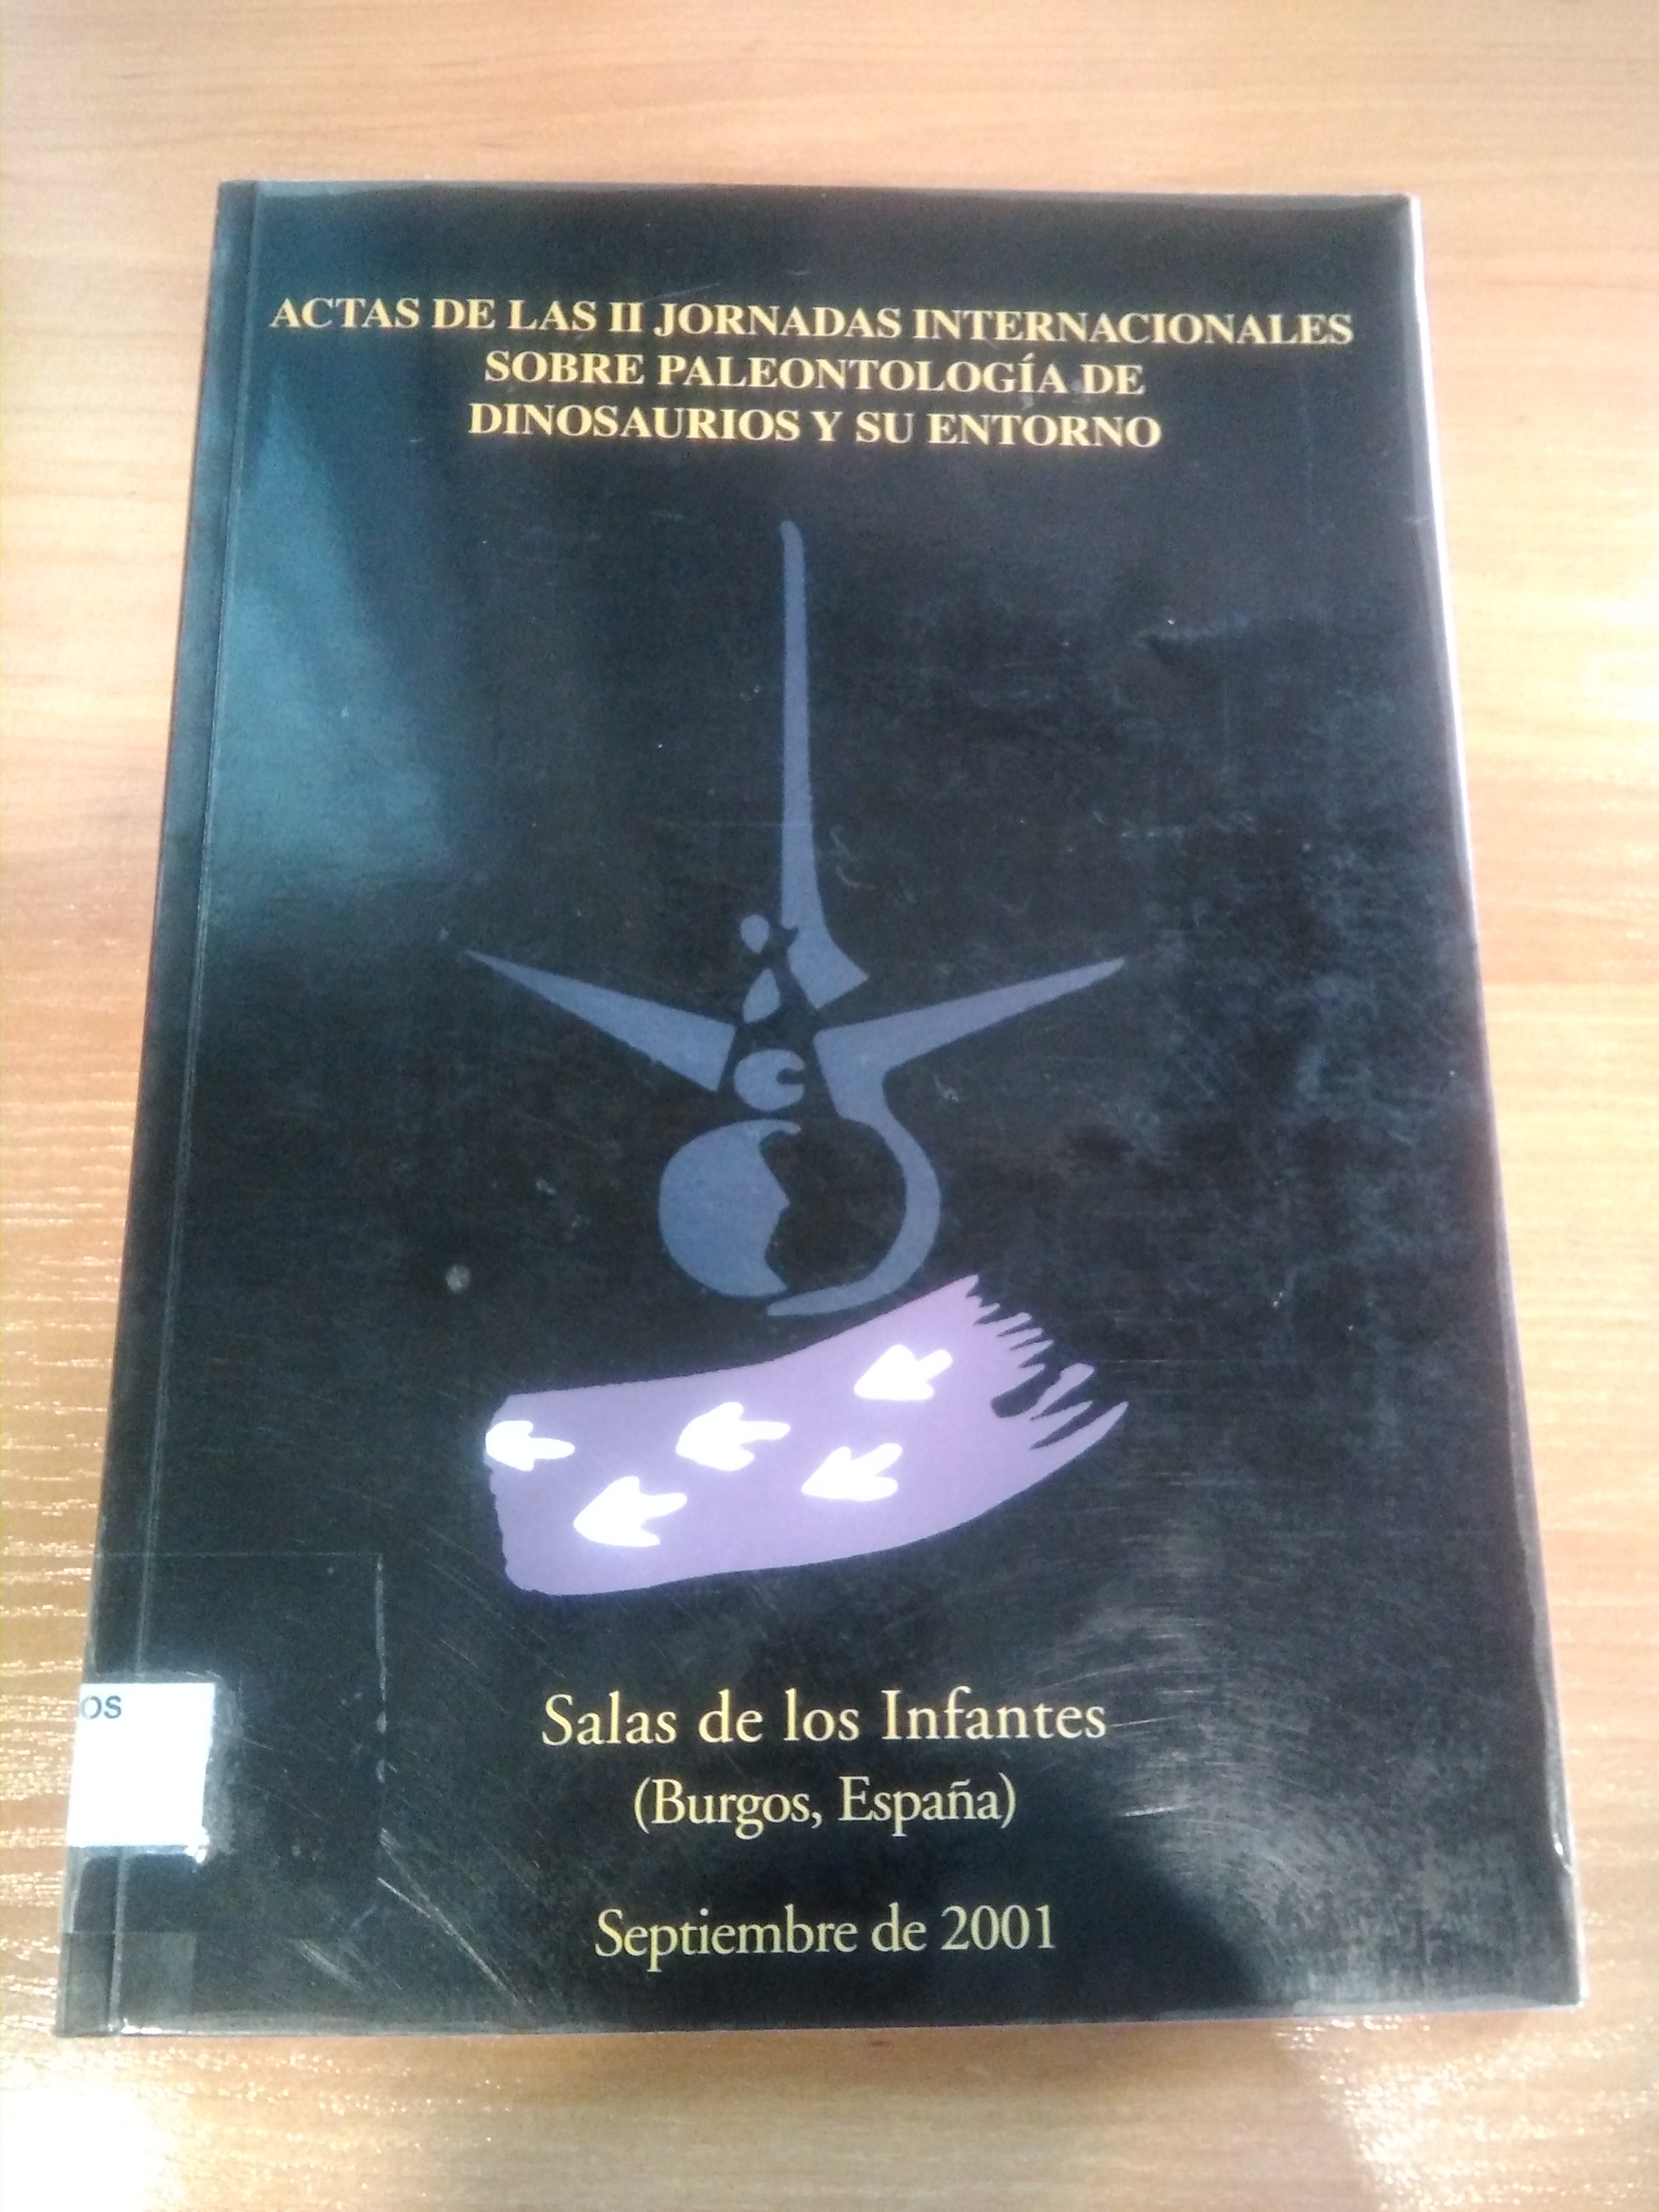 ACTAS DE LAS II JORNADAS INTERNACIONALES
SOBRE PALEONTOLOGÍA DE
DINOSAURIOS Y SU ENTORNO
OS
Salas de los Infantes
(Burgos, España)
Septiembre de 2001